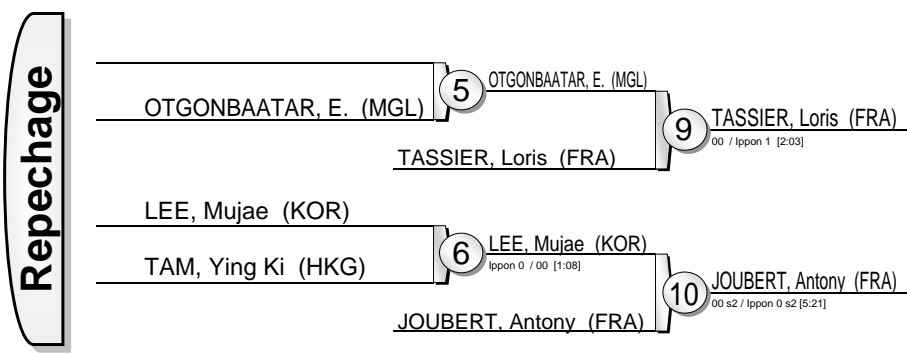 Repechage
OTGONBAATAR, E. (MGL)
5
OTGONBAATAR, E. (MGL)
TASSIER, Loris (FRA)
9
TASSIER, Loris (FRA)
00 / Ippon 1 [2:03]
LEE, Mujae (KOR)
TAM, Ying Ki (HKG)
6
LEE, Mujae (KOR)
Ippon 0 / 00 [1:08]
JOUBERT, Antony (FRA)
10
JOUBERT, Antony (FRA)
00 s2 / Ippon 0 s2 [5:21]